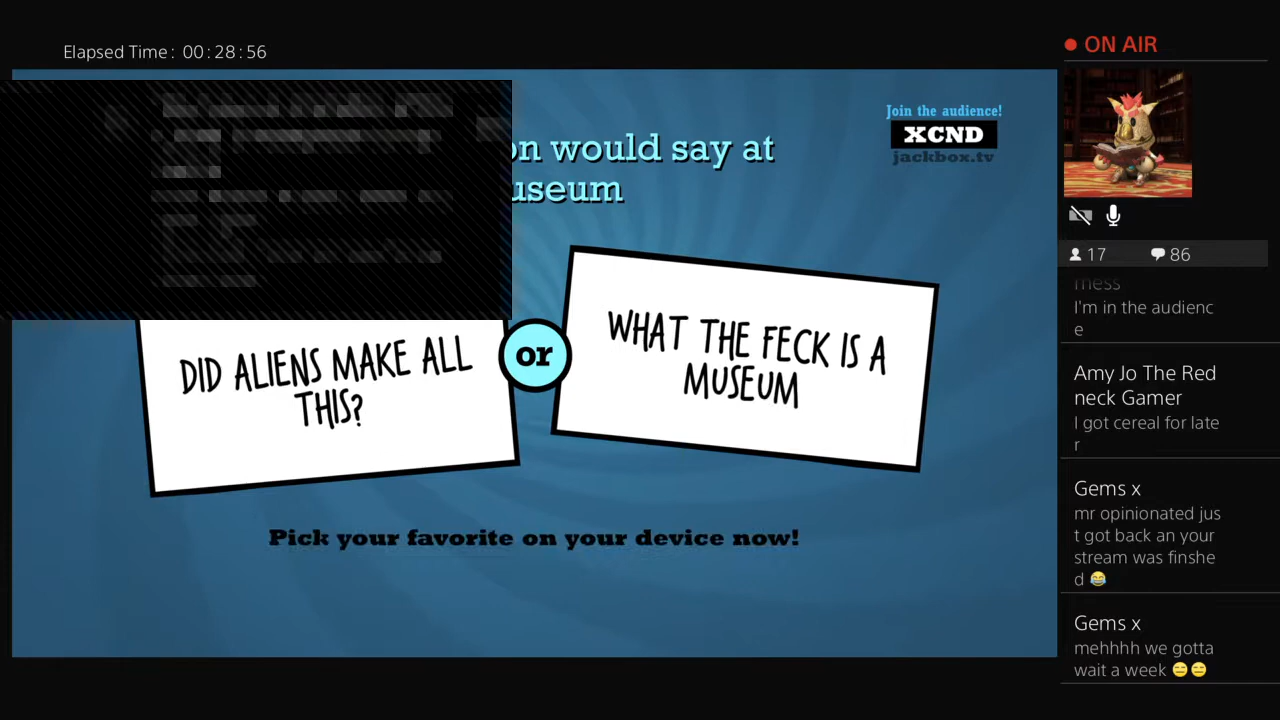 Elapsed Time: 00:28:56
ON AIR
Join the audience!
XCND
jackbox.tv
would say at
DID ALIENS MAKE ALL
THIS?
or
WHAT THE FECK IS A
MUSEUM
Pick your favorite on your device now!
17 86
I'm in the audienc
e
Amy Jo The Red
neck Gamer
I got cereal for late
r
Gems x
mr opinionated jus
t got back an your
stream was finshe
d 😂
Gems x
mehhhh we gotta
wait a week 😑😑